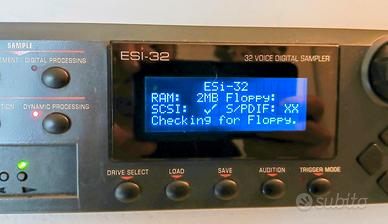 SAMPLE
ESi-32
32 VOICE DIGITAL SAMPLER
DIGITAL PROCESSING
DYNAMIC PROCESSING
ESi-32
RAM: 2MB Floppy:
SCSI: ✓ S/PDIF: XX
Checking for Floppy.
DRIVE SELECT LOAD SAVE AUDITION TRIGGER MODE
subito